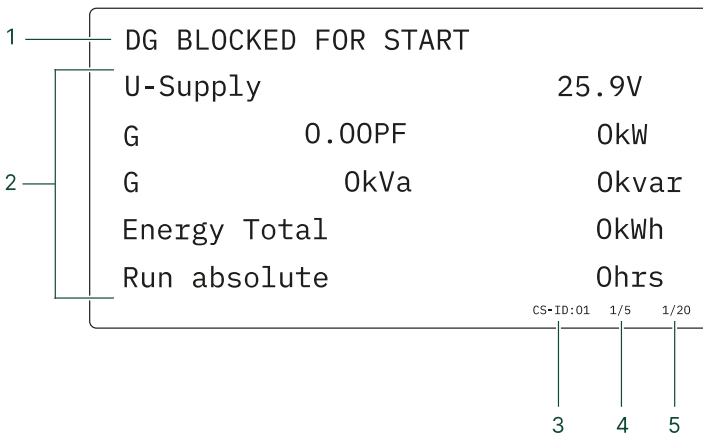 1 DG BLOCKED FOR START
U-Supply 25.9V
G 0.00PF 0kW
2 G 0kVa 0kvar
Energy Total 0kWh
Run absolute 0hrs
CS-ID:01 1/5 1/20
3 4 5